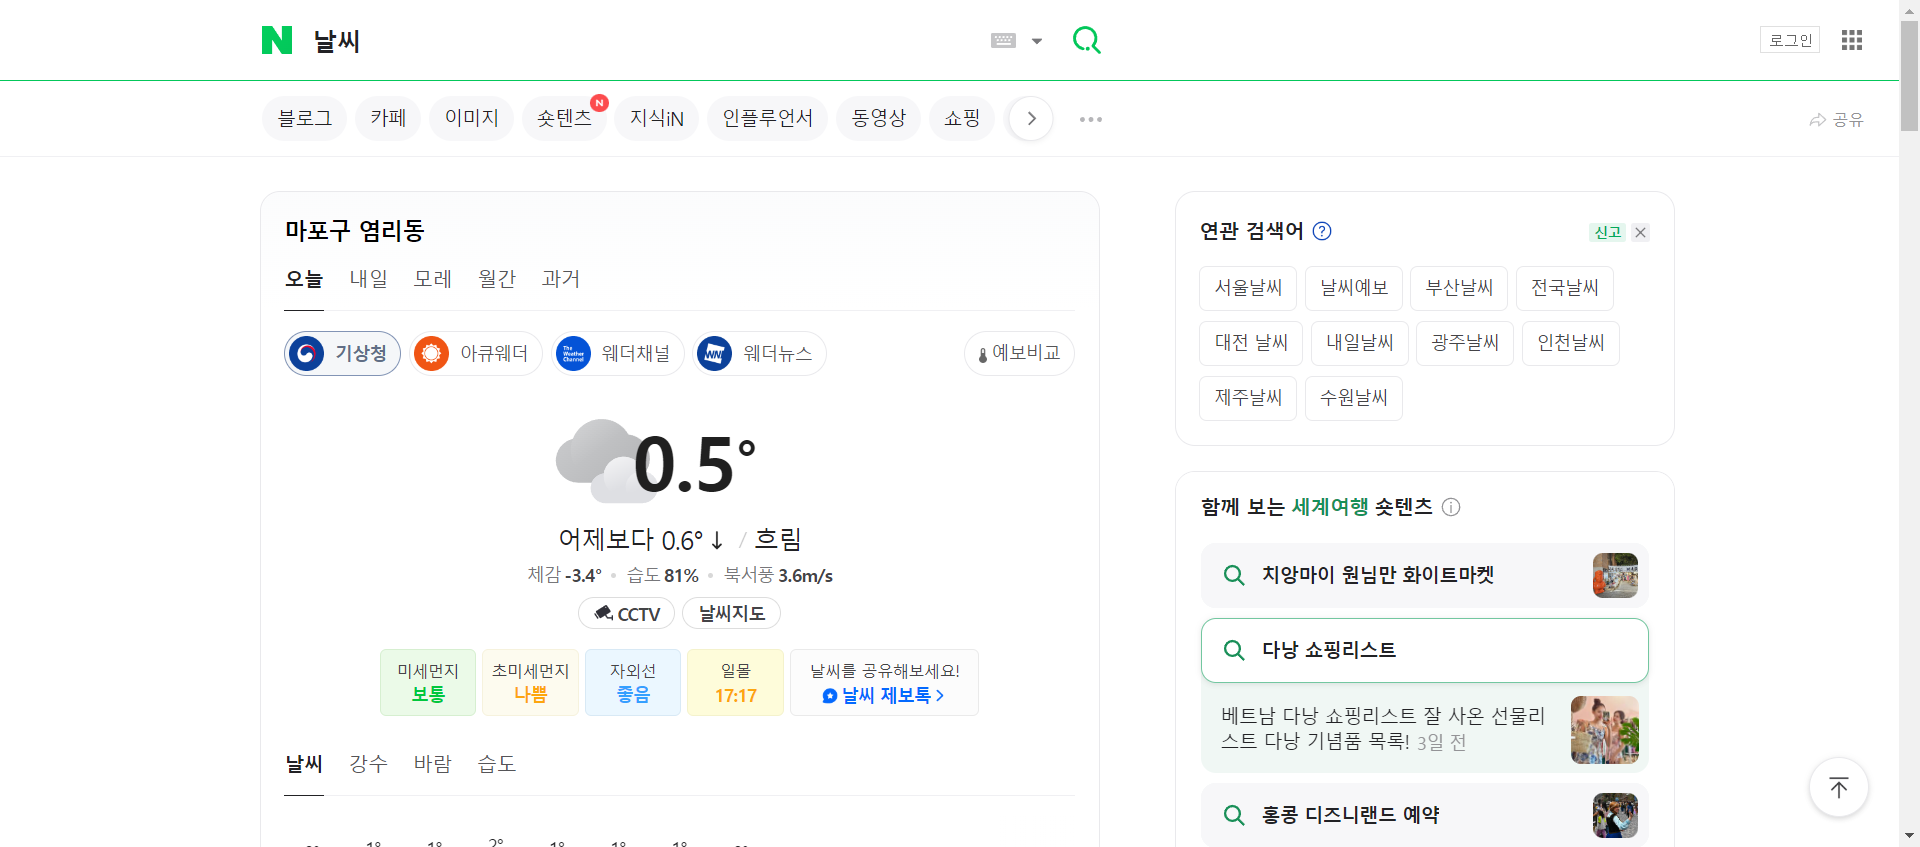 N 날씨
로그인
블로그 카페 이미지 숏텐츠 N 지식iN 인플루언서 동영상 쇼핑
공유
마포구 염리동
오늘 내일 모레 월간 과거
기상청 아큐웨더 The Weather Channel 웨더채널 WN 웨더뉴스 예보비교
0.5°
어제보다 0.6°↓ / 흐림
체감 -3.4° 습도 81% 북서풍 3.6m/s
CCTV 날씨지도
미세먼지 초미세먼지 자외선 일몰 날씨를 공유해보세요!
보통 나쁨 좋음 17:17 날씨 제보톡
날씨 강수 바람 습도
연관 검색어 ?
신고
서울날씨 날씨예보 부산날씨 전국날씨
대전 날씨 내일날씨 광주날씨 인천날씨
제주날씨 수원날씨
함께 보는 세계여행 숏텐츠
치앙마이 원님만 화이트마켓
다낭 쇼핑리스트
베트남 다낭 쇼핑리스트 잘 사온 선물리
스트 다낭 기념품 목록! 3일 전
홍콩 디즈니랜드 예약